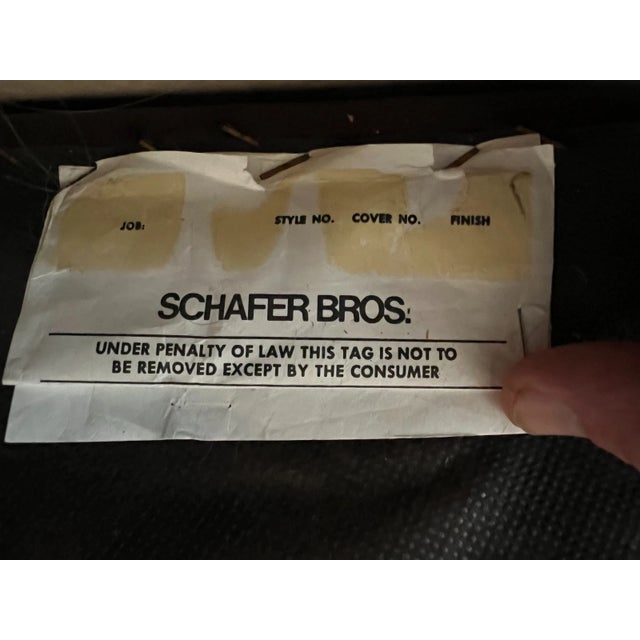 JOB: STYLE NO. COVER NO. FINISH
SCHAFER BROS.
UNDER PENALTY OF LAW THIS TAG IS NOT TO
BE REMOVED EXCEPT BY THE CONSUMER